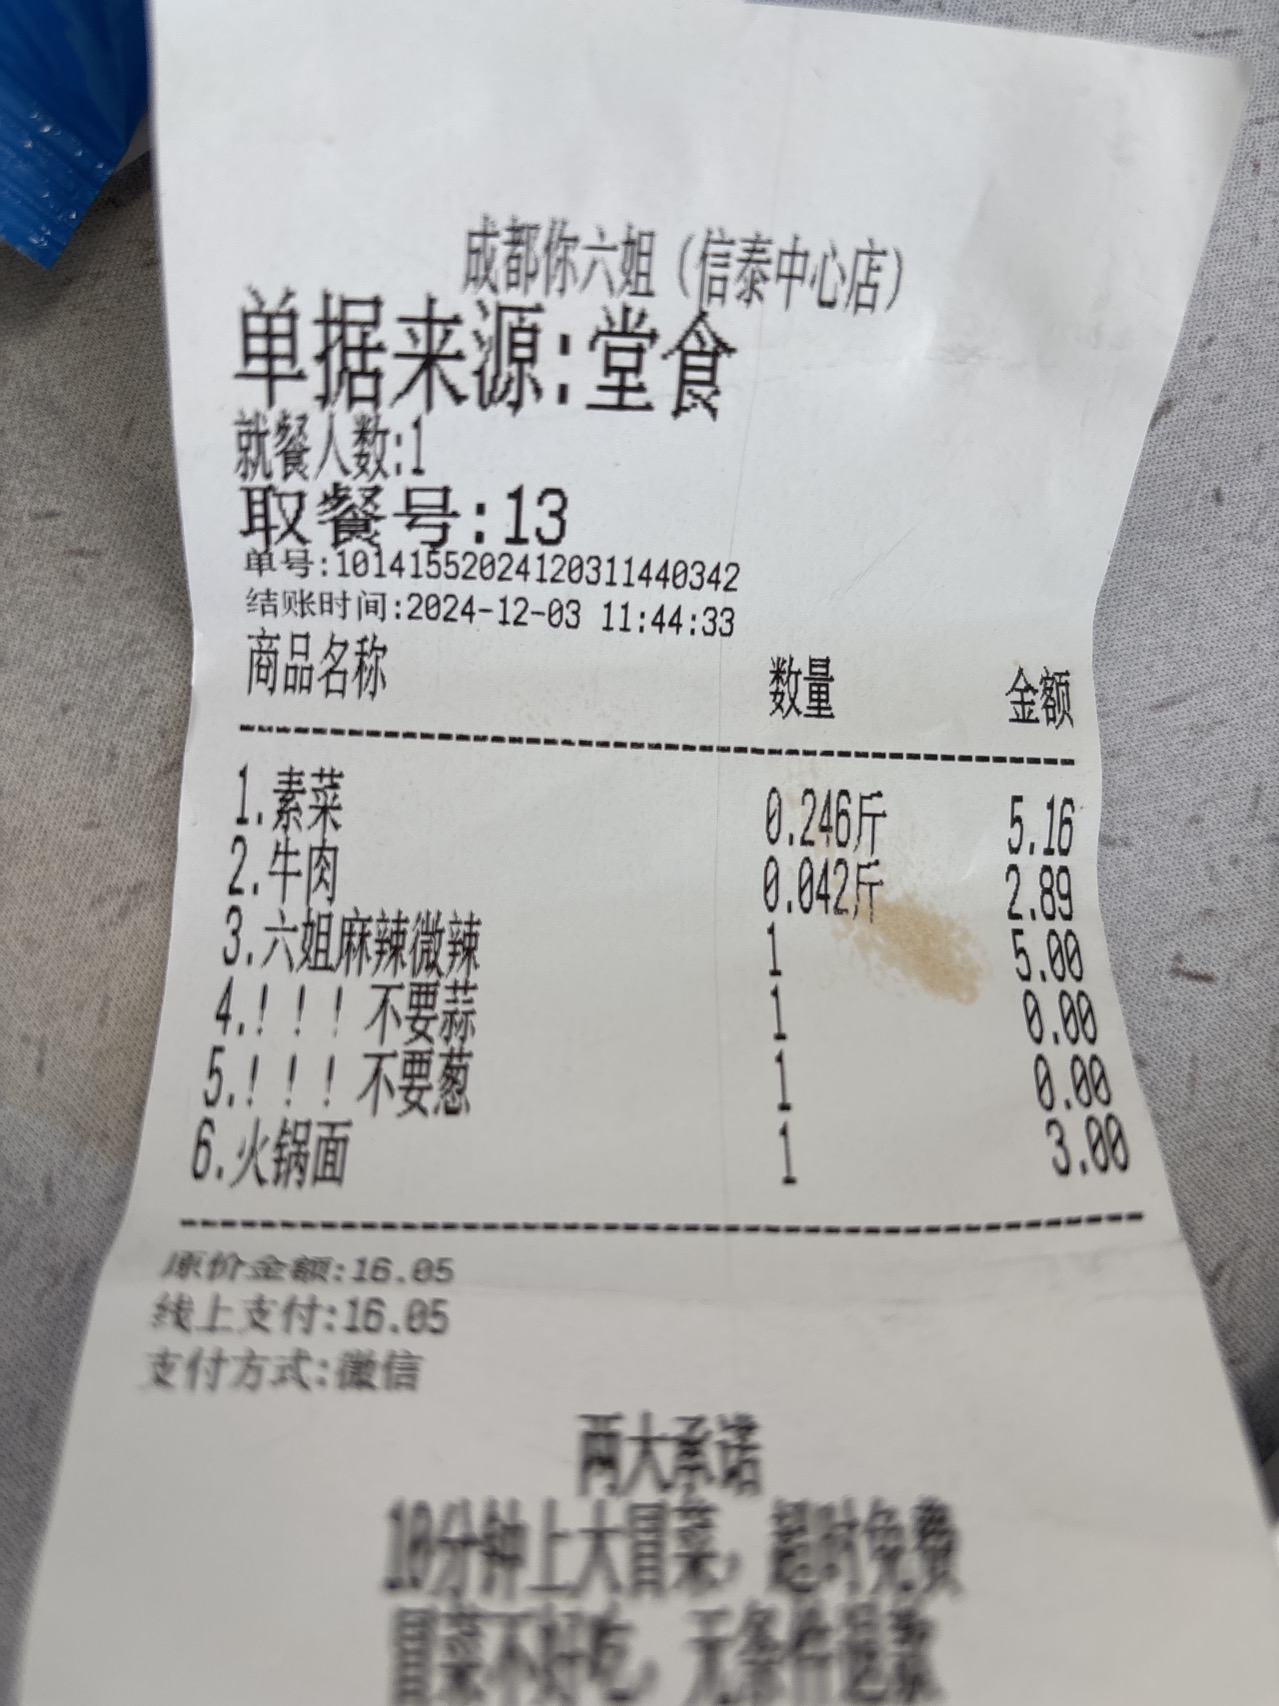 成都你六姐（信泰中心店）
单据来源:堂食
就餐人数:1
取餐号:13
单号:10141552024120311440342
结账时间:2024-12-03 11:44:33
商品名称 数量 金额
1.素菜 0.246斤 5.16
2.牛肉 0.042斤 2.89
3.六姐麻辣微辣 1 5.00
4.！！！不要蒜 1 0.00
5.！！！不要葱 1 0.00
6.火锅面 1 3.00
原价金额:16.05
线上支付:16.05
支付方式:微信
两大承诺
10分钟上大冒菜，超时免费
冒菜不好吃，无条件退款